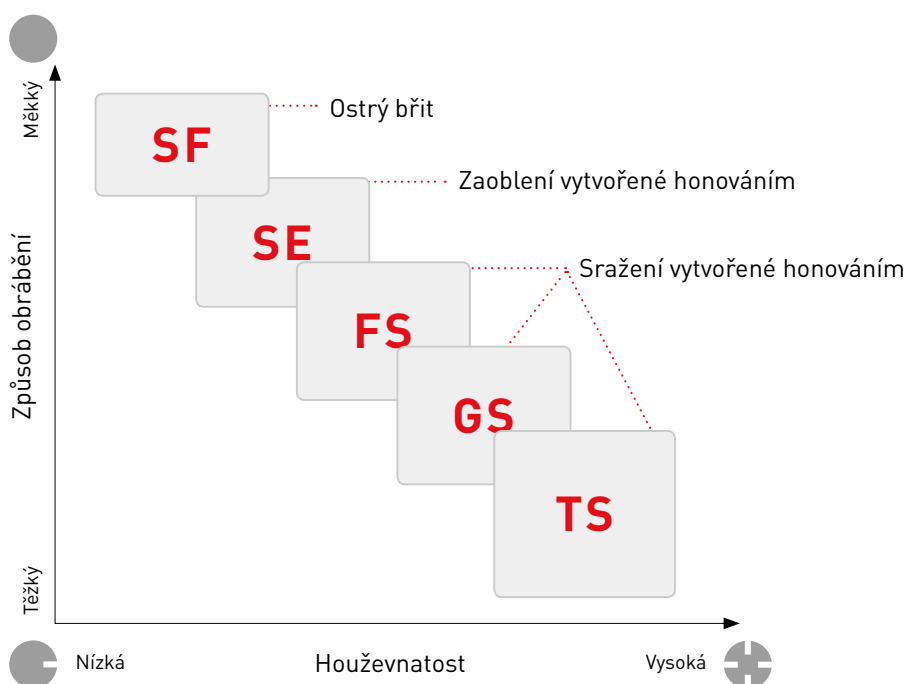 Měkký
Ostrý břit
SF
Zaoblení vytvořené honováním
SE
Sražení vytvořené honováním
FS
Způsob obrábění
GS
TS
Těžký
Nízká
Houževnatost
Vysoká